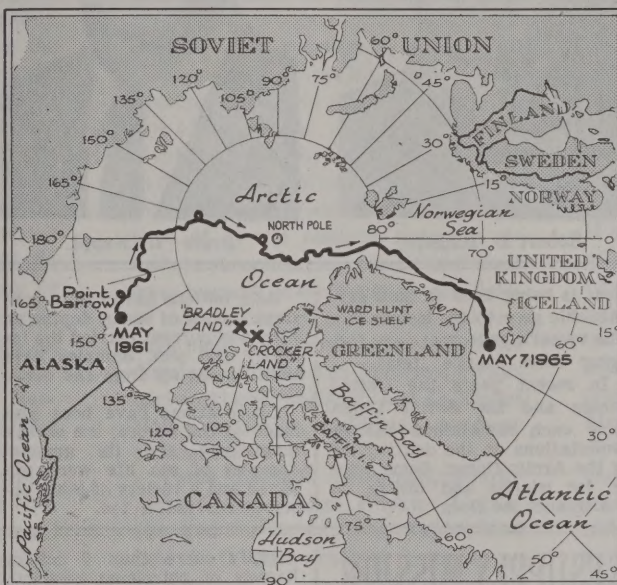 SOVIET UNION
120°
90°
75°
60°
45°
135°
105°
150°
165°
30°
15°
FINLAND
SWEDEN
NORWAY
Arctic
Norwegian
Sea
180°
NORTH POLE
80°
70°
0
Ocean
UNITED
KINGDOM
ICELAND
165°
Point
Barrow
150°
MAY
1961
"BRADLEY
LAND"
"CROCKER
LAND"
WARD HUNT
ICE SHELF
GREENLAND
60°
15°
MAY 7, 1965
ALASKA
135°
120°
105°
Baffin
Bay
BAFFIN I.
30°
Pacific Ocean
CANADA
Hudson
Bay
90°
75°
60°
Atlantic
Ocean
50°
45°